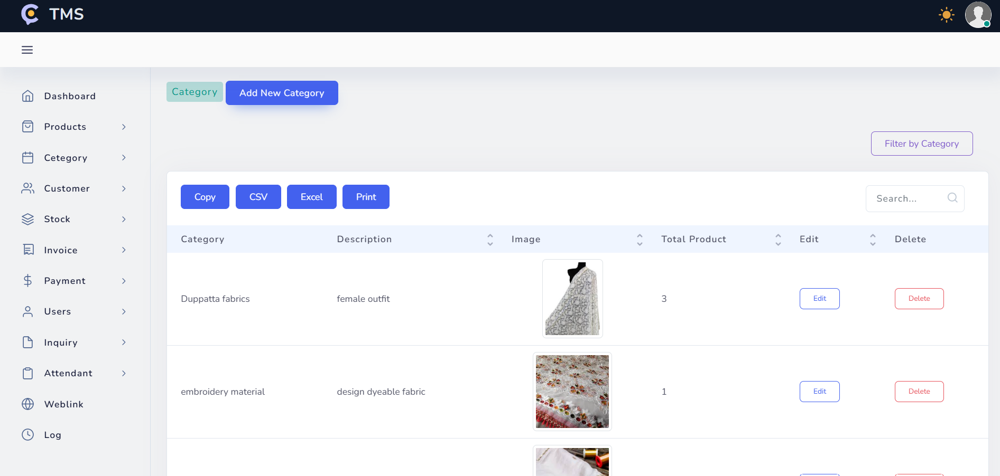 TMS
Dashboard
Products
Cetegory
Customer
Stock
Invoice
Payment
Users
Inquiry
Attendant
Weblink
Log
Category Add New Category
Filter by Category
Copy CSV Excel Print Search...
Category Description Image Total Product Edit Delete
Duppatta fabrics female outfit 3 Edit Delete
embroidery material design dyeable fabric 1 Edit Delete